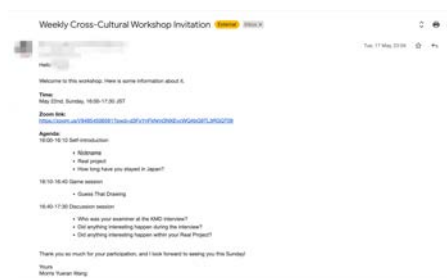 Weekly Cross-Cultural Workshop Invitation External Inbox ×
Tue, 17 May, 23:04
Hello
Welcome to this workshop. Here is some information about it.
Time:
May 22nd, Sunday, 16:00-17:30 JST
Zoom link:
Agenda:
16:00-16:10 Self-introduction
• Nickname
• Real project
• How long have you stayed in Japan?
16:10-16:40 Game session
• Guess That Drawing
16:40-17:30 Discussion session
• Who was your examiner at the KMD interview?
• Did anything interesting happen during the interview?
• Did anything interesting happen within your Real Project?
Thank you so much for your participation, and I look forward to seeing you this Sunday!
Yours
Morris Yuanan Wang